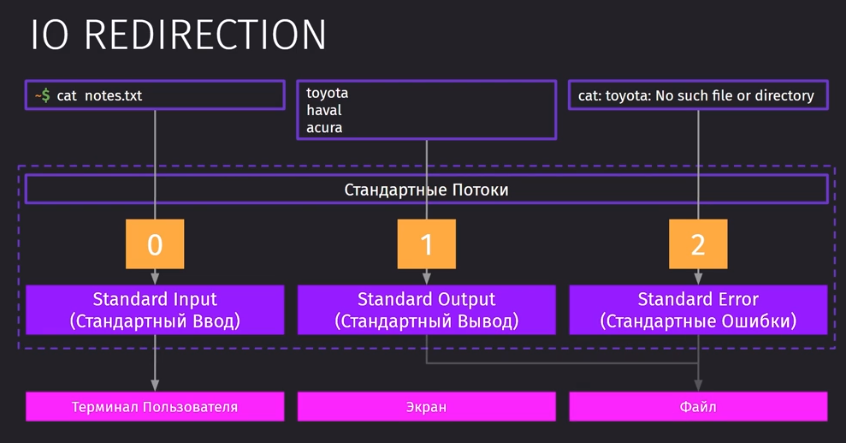 IO REDIRECTION
~$ cat notes.txt
toyota
haval
acura
cat: toyota: No such file or directory
Стандартные Потоки
0
1
2
Standard Input
(Стандартный Ввод)
Standard Output
(Стандартный Вывод)
Standard Error
(Стандартные Ошибки)
Терминал Пользователя
Экран
Файл